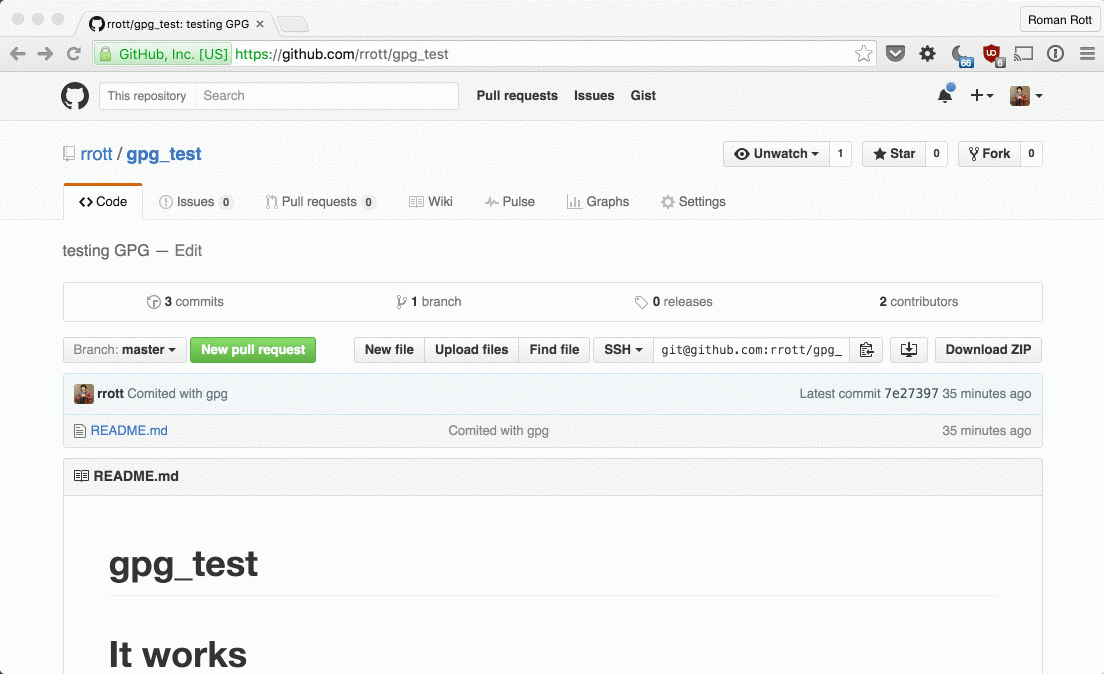 rrott/gpg_test: testing GPG ×
Roman Rott
GitHub, Inc. [US] https://github.com/rrott/gpg_test
66
UO
6
This repository Search Pull requests Issues Gist
rrott / gpg_test
Unwatch 1 Star 0 Fork 0
Code Issues 0 Pull requests 0 Wiki Pulse Graphs Settings
testing GPG — Edit
3 commits 1 branch 0 releases 2 contributors
Branch: master New pull request New file Upload files Find file SSH git@github.com:rrott/gpg_ Download ZIP
rrott Comited with gpg Latest commit 7e27397 35 minutes ago
README.md Comited with gpg 35 minutes ago
README.md
gpg_test
It works